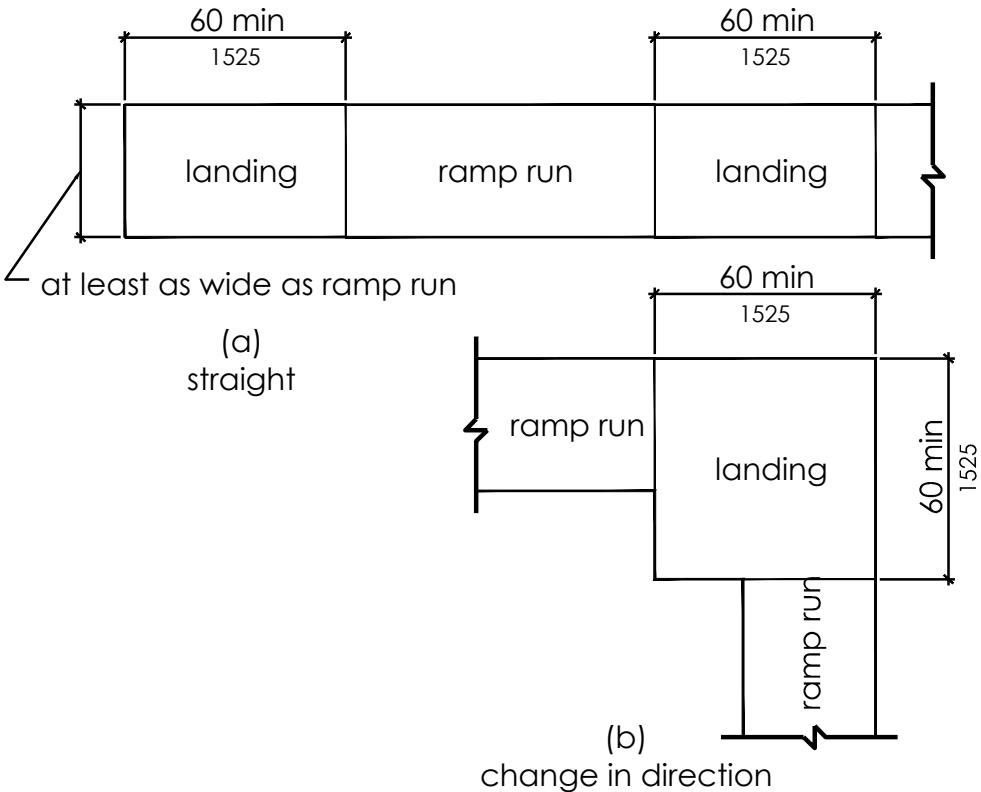 60 min
1525
60 min
1525
landing
ramp run
landing
at least as wide as ramp run
(a)
straight
60 min
1525
ramp run
landing
60 min
1525
ramp run
(b)
change in direction